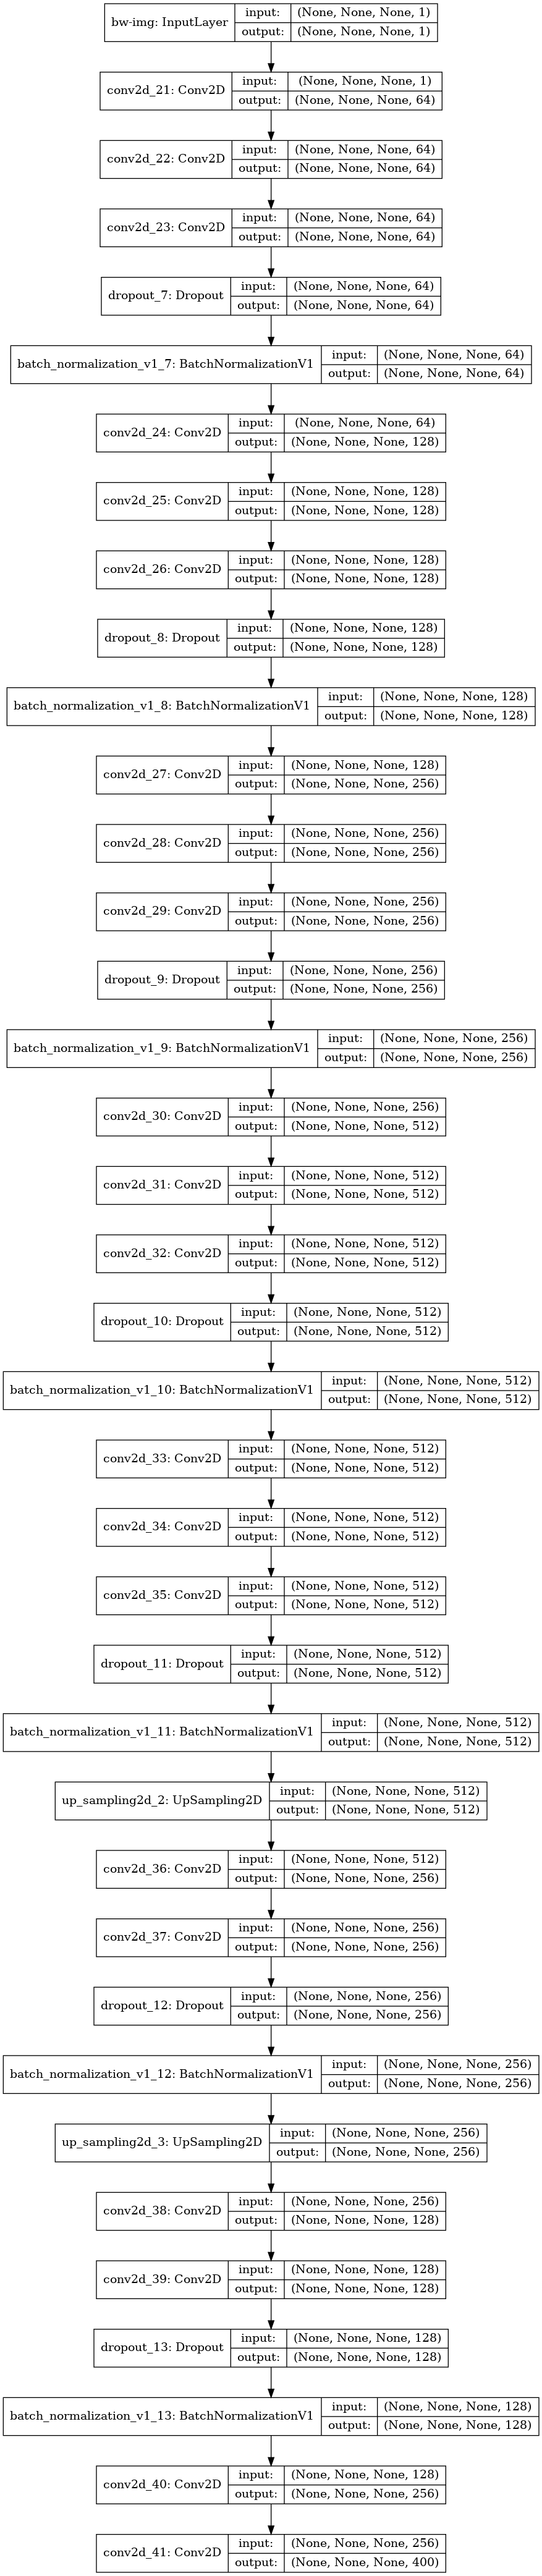 bw-img: InputLayer
input: (None, None, None, 1)
output: (None, None, None, 1)
conv2d_21: Conv2D
input: (None, None, None, 1)
output: (None, None, None, 64)
conv2d_22: Conv2D
input: (None, None, None, 64)
output: (None, None, None, 64)
conv2d_23: Conv2D
input: (None, None, None, 64)
output: (None, None, None, 64)
dropout_7: Dropout
input: (None, None, None, 64)
output: (None, None, None, 64)
batch_normalization_v1_7: BatchNormalizationV1
input: (None, None, None, 64)
output: (None, None, None, 64)
conv2d_24: Conv2D
input: (None, None, None, 64)
output: (None, None, None, 128)
conv2d_25: Conv2D
input: (None, None, None, 128)
output: (None, None, None, 128)
conv2d_26: Conv2D
input: (None, None, None, 128)
output: (None, None, None, 128)
dropout_8: Dropout
input: (None, None, None, 128)
output: (None, None, None, 128)
batch_normalization_v1_8: BatchNormalizationV1
input: (None, None, None, 128)
output: (None, None, None, 128)
conv2d_27: Conv2D
input: (None, None, None, 128)
output: (None, None, None, 256)
conv2d_28: Conv2D
input: (None, None, None, 256)
output: (None, None, None, 256)
conv2d_29: Conv2D
input: (None, None, None, 256)
output: (None, None, None, 256)
dropout_9: Dropout
input: (None, None, None, 256)
output: (None, None, None, 256)
batch_normalization_v1_9: BatchNormalizationV1
input: (None, None, None, 256)
output: (None, None, None, 256)
conv2d_30: Conv2D
input: (None, None, None, 256)
output: (None, None, None, 512)
conv2d_31: Conv2D
input: (None, None, None, 512)
output: (None, None, None, 512)
conv2d_32: Conv2D
input: (None, None, None, 512)
output: (None, None, None, 512)
dropout_10: Dropout
input: (None, None, None, 512)
output: (None, None, None, 512)
batch_normalization_v1_10: BatchNormalizationV1
input: (None, None, None, 512)
output: (None, None, None, 512)
conv2d_33: Conv2D
input: (None, None, None, 512)
output: (None, None, None, 512)
conv2d_34: Conv2D
input: (None, None, None, 512)
output: (None, None, None, 512)
conv2d_35: Conv2D
input: (None, None, None, 512)
output: (None, None, None, 512)
dropout_11: Dropout
input: (None, None, None, 512)
output: (None, None, None, 512)
batch_normalization_v1_11: BatchNormalizationV1
input: (None, None, None, 512)
output: (None, None, None, 512)
up_sampling2d_2: UpSampling2D
input: (None, None, None, 512)
output: (None, None, None, 512)
conv2d_36: Conv2D
input: (None, None, None, 512)
output: (None, None, None, 256)
conv2d_37: Conv2D
input: (None, None, None, 256)
output: (None, None, None, 256)
dropout_12: Dropout
input: (None, None, None, 256)
output: (None, None, None, 256)
batch_normalization_v1_12: BatchNormalizationV1
input: (None, None, None, 256)
output: (None, None, None, 256)
up_sampling2d_3: UpSampling2D
input: (None, None, None, 256)
output: (None, None, None, 256)
conv2d_38: Conv2D
input: (None, None, None, 256)
output: (None, None, None, 128)
conv2d_39: Conv2D
input: (None, None, None, 128)
output: (None, None, None, 128)
dropout_13: Dropout
input: (None, None, None, 128)
output: (None, None, None, 128)
batch_normalization_v1_13: BatchNormalizationV1
input: (None, None, None, 128)
output: (None, None, None, 128)
conv2d_40: Conv2D
input: (None, None, None, 128)
output: (None, None, None, 256)
conv2d_41: Conv2D
input: (None, None, None, 256)
output: (None, None, None, 400)